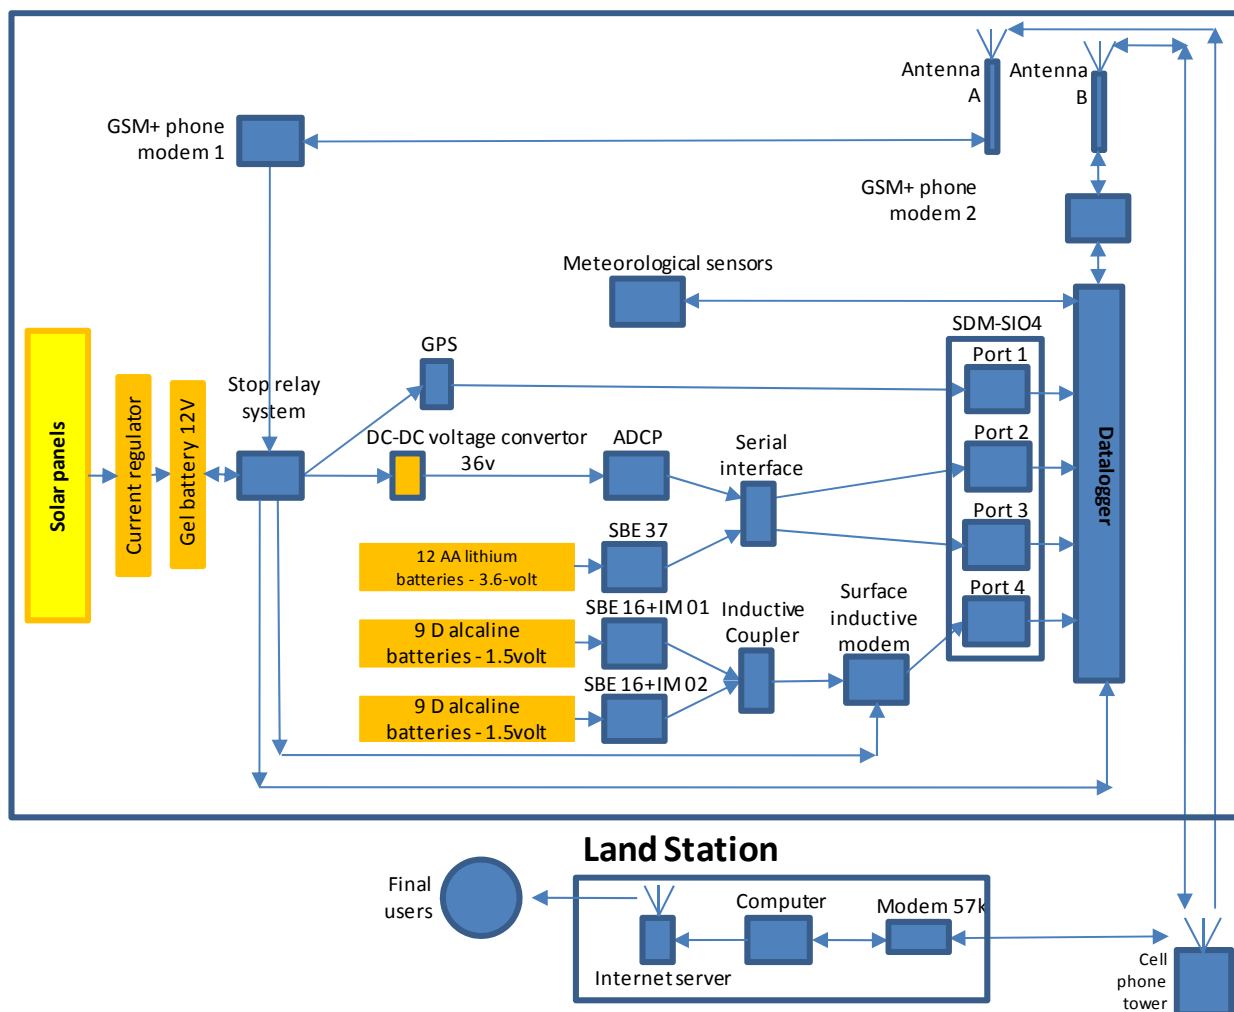 Antenna
A
Antenna
B
GSM+ phone
modem 1
GSM+ phone
modem 2
Meteorological sensors
SDM-SIO4
GPS
Port 1
Stop relay
system
DC-DC voltage convertor
36v
ADCP
Serial
interface
Port 2
Solar panels
Current regulator
Gel battery 12V
Datalogger
Port 3
SBE 37
12 AA lithium
batteries - 3.6-volt
Port 4
SBE 16+IM 01
9 D alcaline
batteries - 1.5volt
Inductive
Coupler
Surface
inductive
modem
SBE 16+IM 02
9 D alcaline
batteries - 1.5volt
Land Station
Final
users
Computer
Modem 57k
Internet server
Cell
phone
tower